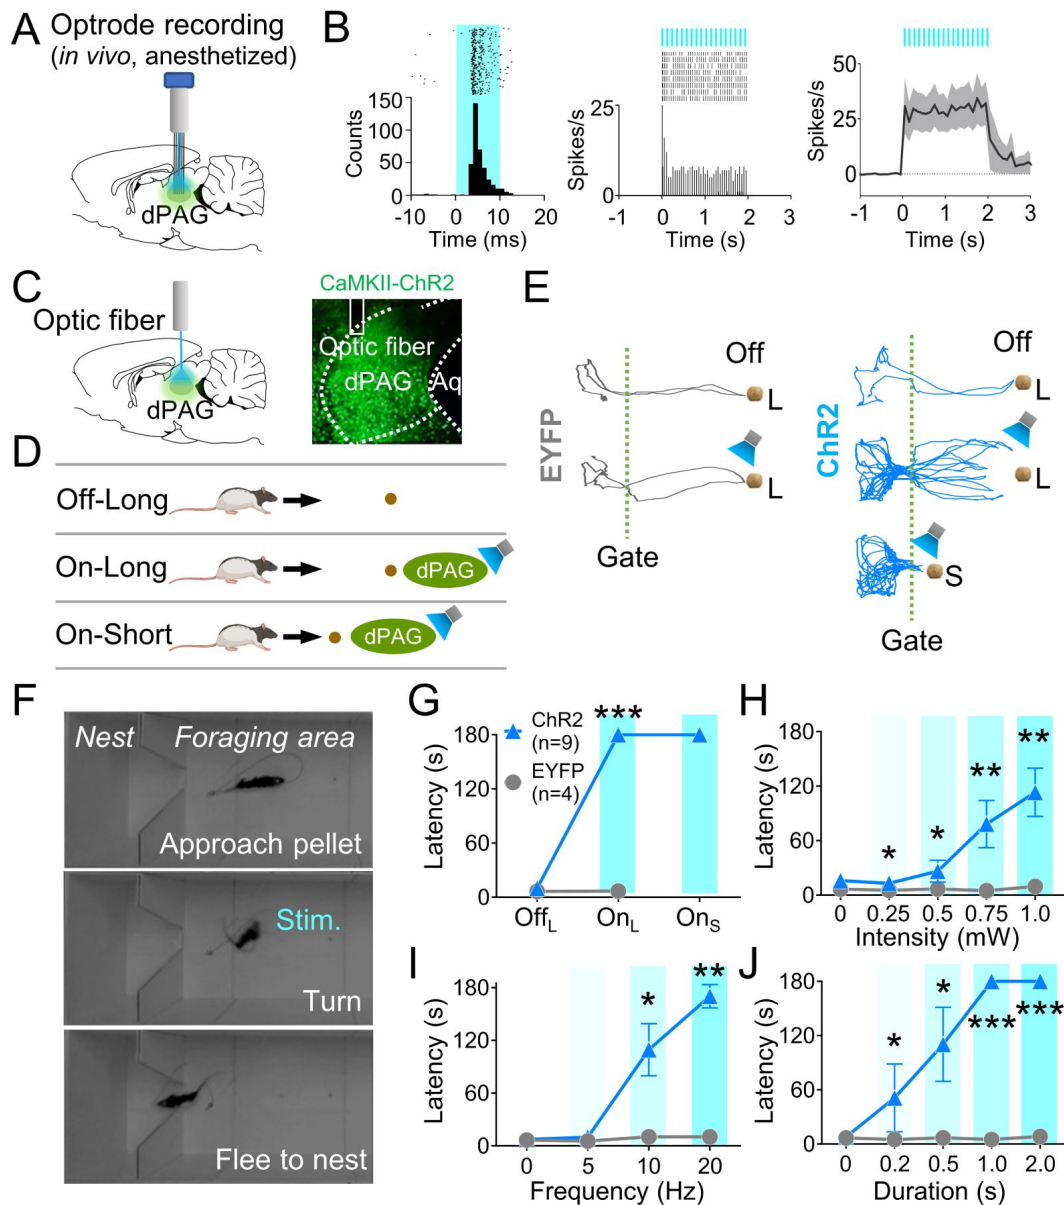 A
Optrode recording
(in vivo, anesthetized)
dPAG
B
Counts
150
100
50
0
-10 0 10 20
Time (ms)
Spikes/s
25
0
-1 0 1 2 3
Time (s)
Spikes/s
50
25
0
-1 0 1 2 3
Time (s)
C
Optic fiber
dPAG
CaMKII-ChR2
Optic fiber
dPAG
Aq
D
Off-Long
On-Long
dPAG
On-Short
dPAG
E
EYFP
Off
L
L
Gate
ChR2
Off
L
L
S
Gate
F
Nest Foraging area
Approach pellet
Stim.
Turn
Flee to nest
G
Latency (s)
180
120
60
0
ChR2
(n=9)
EYFP
(n=4)
***
OffL OnL OnS
H
Latency (s)
180
120
60
0
* * ** **
0 0.25 0.5 0.75 1.0
Intensity (mW)
I
Latency (s)
180
120
60
0
* **
0 5 10 20
Frequency (Hz)
J
Latency (s)
180
120
60
0
* * *** ***
0 0.2 0.5 1.0 2.0
Duration (s)